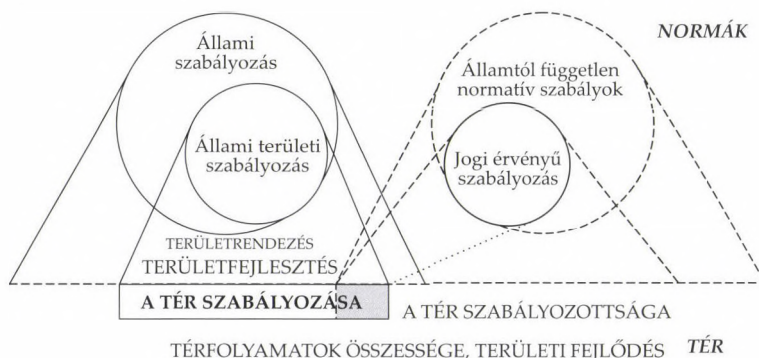 NORMÁK
Állami
szabályozás
Államtól független
normatív szabályok
Állami területi
szabályozás
Jogi érvényű
szabályozás
TERÜLETRENDEZÉS
TERÜLETFEJLESZTÉS
A TÉR SZABÁLYOZÁSA
A TÉR SZABÁLYOZOTTSÁGA
TÉRFOLYAMATOK ÖSSZESSÉGE, TERÜLETI FEJLŐDÉS TÉR